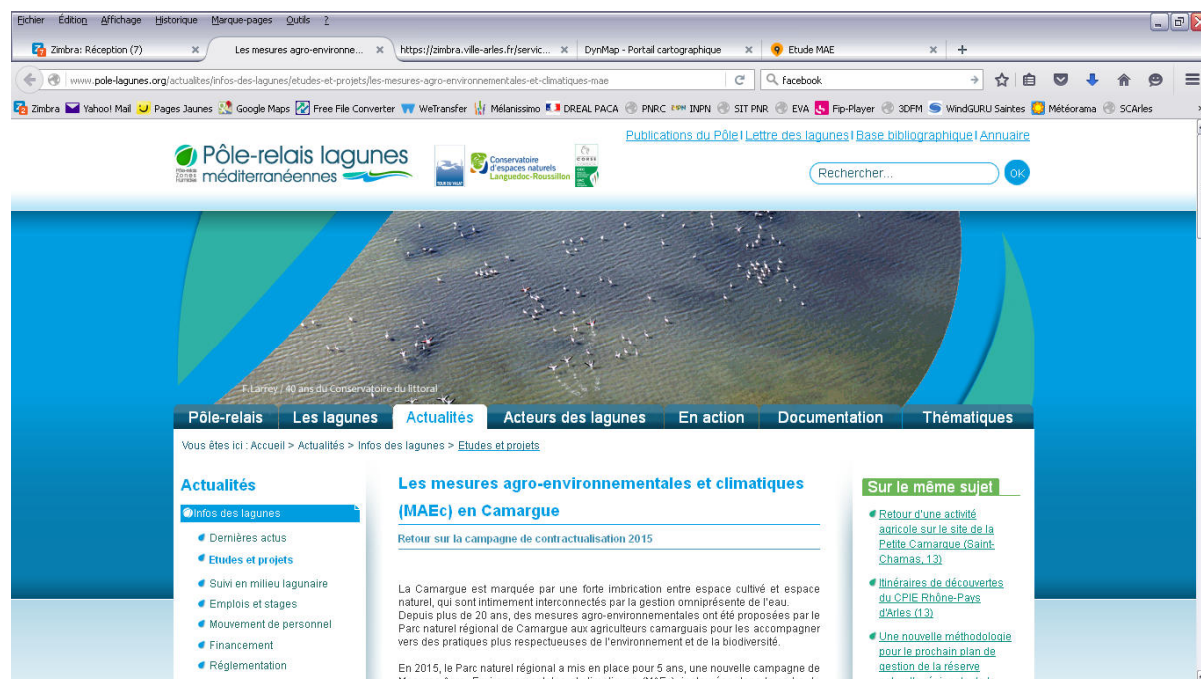 Fichier Édition Affichage Historique Marque-pages Outils ?
Zimbra: Réception (7) Les mesures agro-environne... https://zimbra.ville-arles.fr/servic... DynMap - Portail cartographique Etude MAE
www.pole-lagunes.org/actualites/infos-des-lagunes/etudes-et-projets/les-mesures-agro-environnementales-et-climatiques-mae facebook
Zimbra Yahoo! Mail Pages Jaunes Google Maps Free File Converter WeTransfer Mélanissimo DREAL PACA PNRC INPN SIT PNR EVA Fip-Player 3DFM WindGURU Saintes Météorama SCArles
Publications du Pôle | Lettre des lagunes | Base bibliographique | Annuaire
Pôle-relais lagunes
méditerranéennes
Conservatoire
d'espaces naturels
Languedoc-Roussillon
CORSE
TOUR DU VALAT
Rechercher... OK
F.Larrey / 40 ans du Conservatoire du littoral
Pôle-relais Les lagunes Actualités Acteurs des lagunes En action Documentation Thématiques
Vous êtes ici : Accueil > Actualités > Infos des lagunes > Etudes et projets
Actualités
Infos des lagunes
Dernières actus
Etudes et projets
Suivi en milieu lagunaire
Emplois et stages
Mouvement de personnel
Financement
Réglementation
Les mesures agro-environnementales et climatiques
(MAEc) en Camargue
Retour sur la campagne de contractualisation 2015
La Camargue est marquée par une forte imbrication entre espace cultivé et espace
naturel, qui sont intimement interconnectés par la gestion omniprésente de l'eau.
Depuis plus de 20 ans, des mesures agro-environnementales ont été proposées par le
Parc naturel régional de Camargue aux agriculteurs camarguais pour les accompagner
vers des pratiques plus respectueuses de l'environnement et de la biodiversité.
En 2015, le Parc naturel régional a mis en place pour 5 ans, une nouvelle campagne de
Sur le même sujet
Retour d'une activité
agricole sur le site de la
Petite Camargue (Saint-
Chamas, 13)
Itinéraires de découvertes
du CPIE Rhône-Pays
d'Arles (13)
Une nouvelle méthodologie
pour le prochain plan de
gestion de la réserve